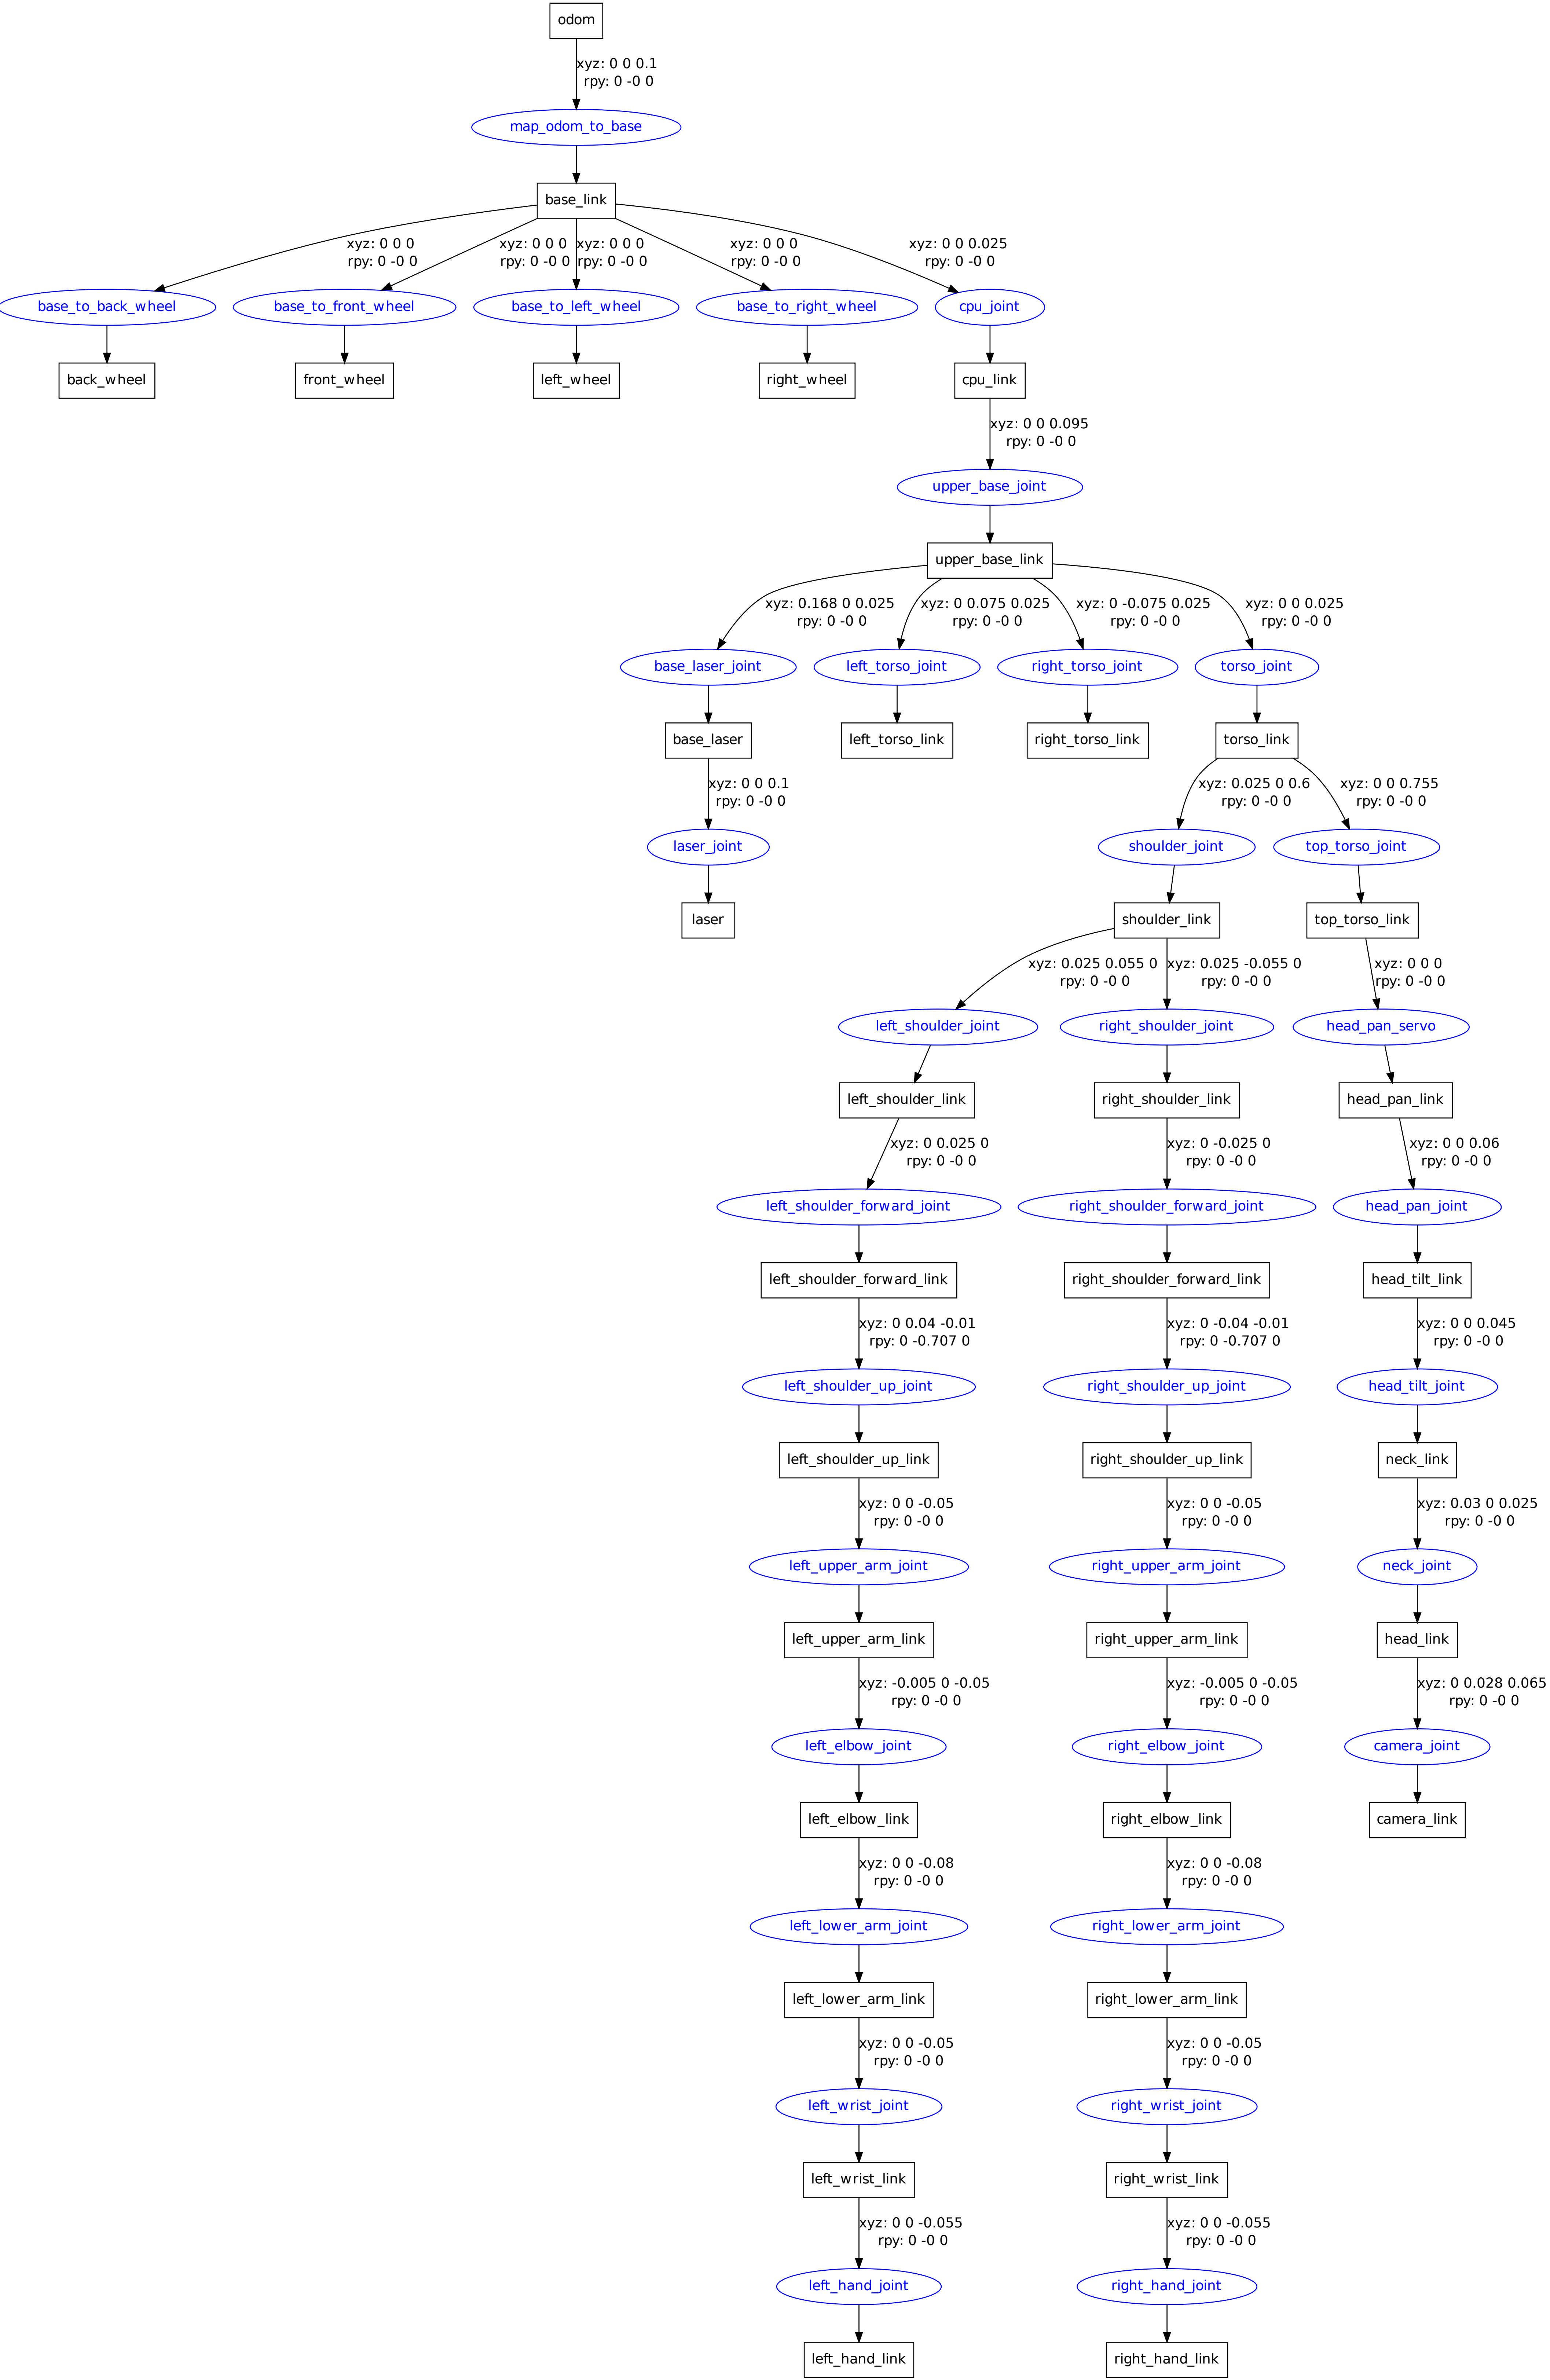 odom
xyz: 0 0 0.1
rpy: 0 -0 0
map_odom_to_base
base_link
xyz: 0 0 0
rpy: 0 -0 0
xyz: 0 0 0
rpy: 0 -0 0
xyz: 0 0 0
rpy: 0 -0 0
xyz: 0 0 0
rpy: 0 -0 0
xyz: 0 0 0.025
rpy: 0 -0 0
base_to_back_wheel
base_to_front_wheel
base_to_left_wheel
base_to_right_wheel
cpu_joint
back_wheel
front_wheel
left_wheel
right_wheel
cpu_link
xyz: 0 0 0.095
rpy: 0 -0 0
upper_base_joint
upper_base_link
xyz: 0.168 0 0.025
rpy: 0 -0 0
xyz: 0 0.075 0.025
rpy: 0 -0 0
xyz: 0 -0.075 0.025
rpy: 0 -0 0
xyz: 0 0 0.025
rpy: 0 -0 0
base_laser_joint
left_torso_joint
right_torso_joint
torso_joint
base_laser
left_torso_link
right_torso_link
torso_link
xyz: 0 0 0.1
rpy: 0 -0 0
xyz: 0.025 0 0.6
rpy: 0 -0 0
xyz: 0 0 0.755
rpy: 0 -0 0
laser_joint
shoulder_joint
top_torso_joint
laser
shoulder_link
top_torso_link
xyz: 0.025 0.055 0
rpy: 0 -0 0
xyz: 0.025 -0.055 0
rpy: 0 -0 0
xyz: 0 0 0
rpy: 0 -0 0
left_shoulder_joint
right_shoulder_joint
head_pan_servo
left_shoulder_link
right_shoulder_link
head_pan_link
xyz: 0 0.025 0
rpy: 0 -0 0
xyz: 0 -0.025 0
rpy: 0 -0 0
xyz: 0 0 0.06
rpy: 0 -0 0
left_shoulder_forward_joint
right_shoulder_forward_joint
head_pan_joint
left_shoulder_forward_link
right_shoulder_forward_link
head_tilt_link
xyz: 0 0.04 -0.01
rpy: 0 -0.707 0
xyz: 0 -0.04 -0.01
rpy: 0 -0.707 0
xyz: 0 0 0.045
rpy: 0 -0 0
left_shoulder_up_joint
right_shoulder_up_joint
head_tilt_joint
left_shoulder_up_link
right_shoulder_up_link
neck_link
xyz: 0 0 -0.05
rpy: 0 -0 0
xyz: 0 0 -0.05
rpy: 0 -0 0
xyz: 0.03 0 0.025
rpy: 0 -0 0
left_upper_arm_joint
right_upper_arm_joint
neck_joint
left_upper_arm_link
right_upper_arm_link
head_link
xyz: -0.005 0 -0.05
rpy: 0 -0 0
xyz: -0.005 0 -0.05
rpy: 0 -0 0
xyz: 0 0.028 0.065
rpy: 0 -0 0
left_elbow_joint
right_elbow_joint
camera_joint
left_elbow_link
right_elbow_link
camera_link
xyz: 0 0 -0.08
rpy: 0 -0 0
xyz: 0 0 -0.08
rpy: 0 -0 0
left_lower_arm_joint
right_lower_arm_joint
left_lower_arm_link
right_lower_arm_link
xyz: 0 0 -0.05
rpy: 0 -0 0
xyz: 0 0 -0.05
rpy: 0 -0 0
left_wrist_joint
right_wrist_joint
left_wrist_link
right_wrist_link
xyz: 0 0 -0.055
rpy: 0 -0 0
xyz: 0 0 -0.055
rpy: 0 -0 0
left_hand_joint
right_hand_joint
left_hand_link
right_hand_link